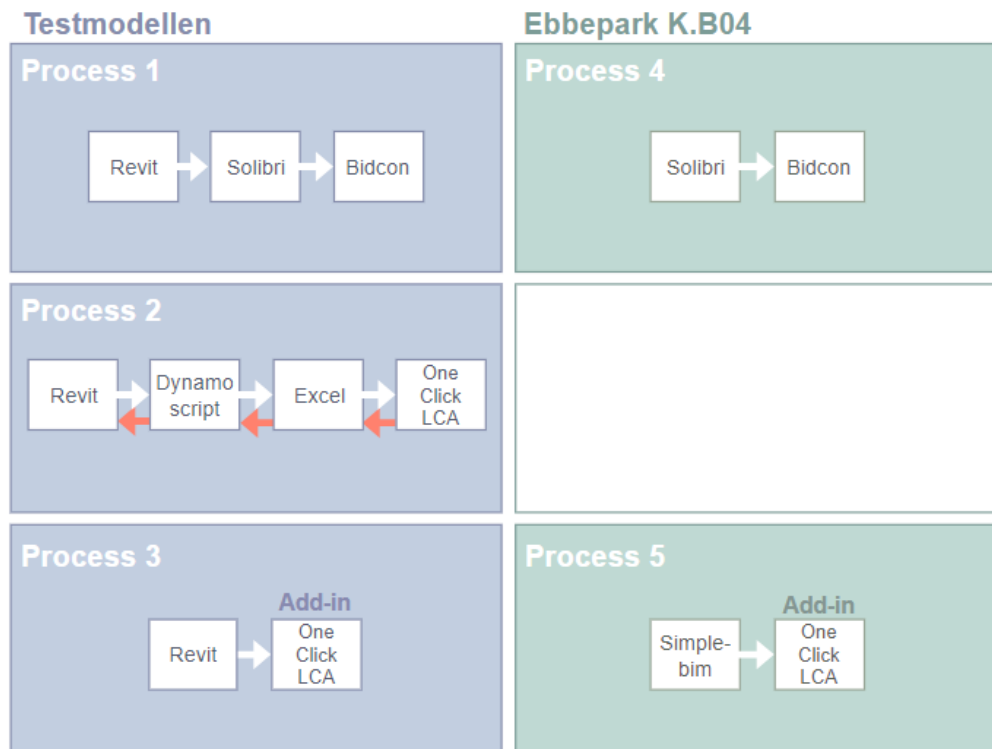 Testmodellen
Ebbepark K.B04
Process 1
Revit
Solibri
Bidcon
Process 4
Solibri
Bidcon
Process 2
Revit
Dynamo
script
Excel
One
Click
LCA
Process 3
Add-in
Revit
One
Click
LCA
Process 5
Add-in
Simple-
bim
One
Click
LCA